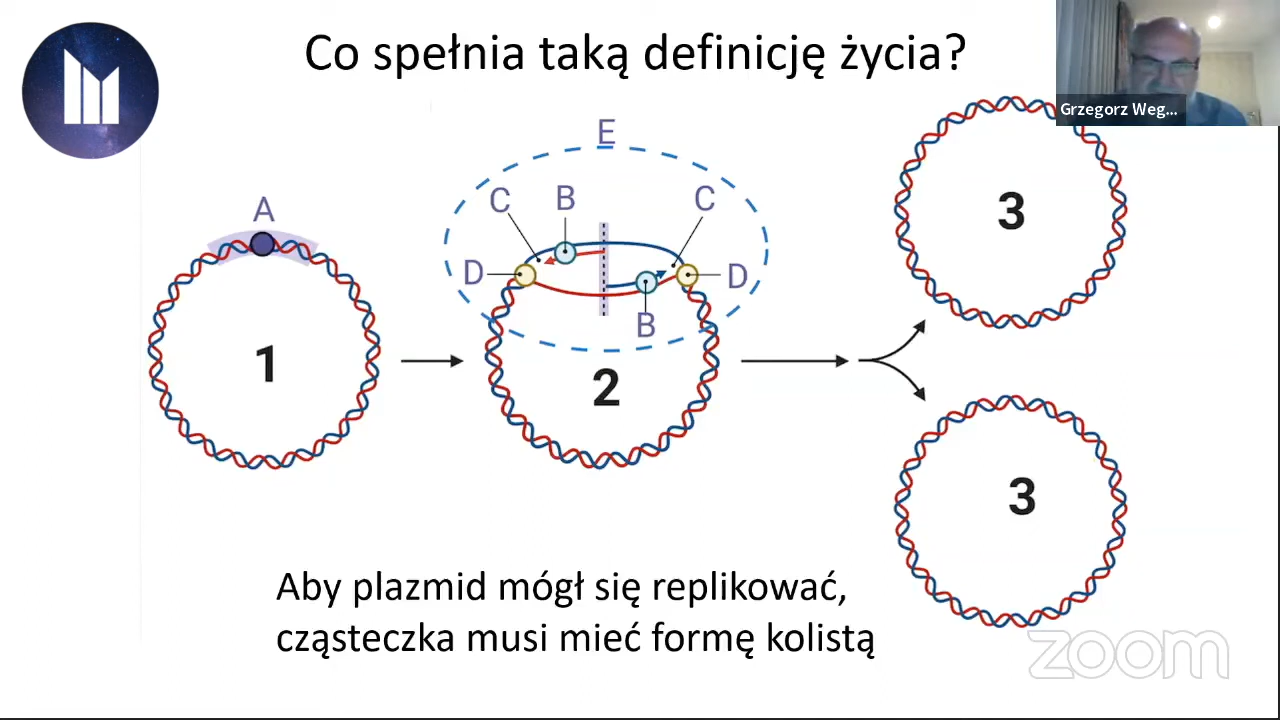 Co spełnia taką definicję życia?
Grzegorz Weg...
E
C B C
A
D D
B
1
2
3
3
Aby plazmid mógł się replikować,
cząsteczka musi mieć formę kolistą
zoom